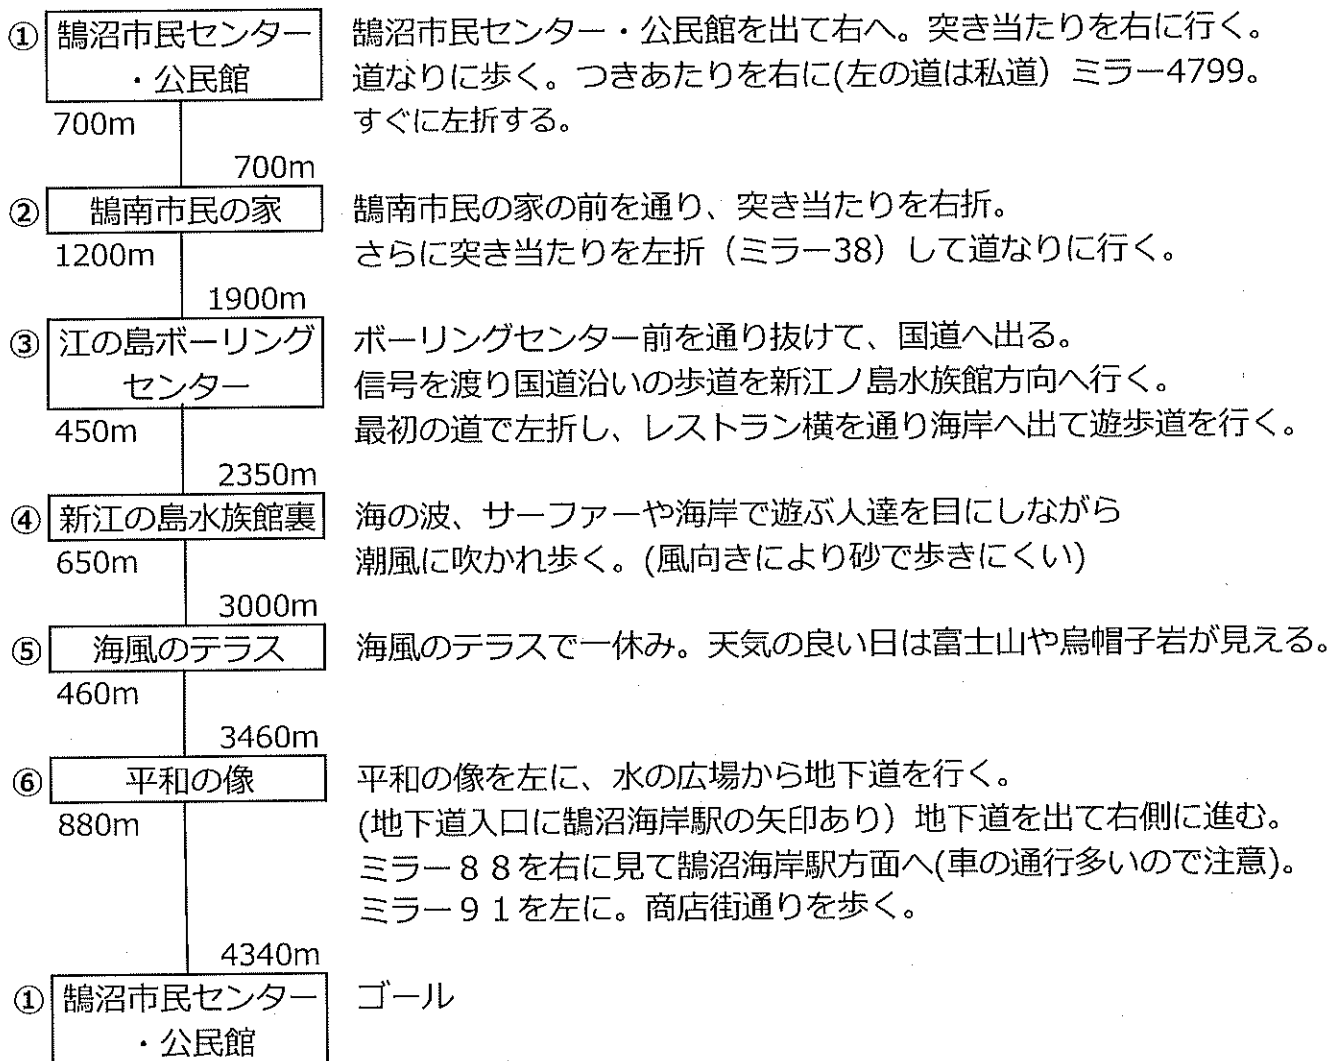 ① 鵠沼市民センター・公民館
鵠沼市民センター・公民館を出て右へ。突き当たりを右に行く。
道なりに歩く。つきあたりを右に(左の道は私道）ミラー4799。
すぐに左折する。
700m
700m
② 鵠南市民の家
鵠南市民の家の前を通り、突き当たりを右折。
さらに突き当たりを左折（ミラー38）して道なりに行く。
1200m
1900m
③ 江の島ボーリングセンター
ボーリングセンター前を通り抜けて、国道へ出る。
信号を渡り国道沿いの歩道を新江ノ島水族館方向へ行く。
最初の道で左折し、レストラン横を通り海岸へ出て遊歩道を行く。
450m
2350m
④ 新江の島水族館裏
海の波、サーファーや海岸で遊ぶ人達を目にしながら
潮風に吹かれ歩く。(風向きにより砂で歩きにくい)
650m
3000m
⑤ 海風のテラス
海風のテラスで一休み。天気の良い日は富士山や烏帽子岩が見える。
460m
3460m
⑥ 平和の像
平和の像を左に、水の広場から地下道を行く。
(地下道入口に鵠沼海岸駅の矢印あり）地下道を出て右側に進む。
ミラー８８を右に見て鵠沼海岸駅方面へ(車の通行多いので注意)。
ミラー９１を左に。商店街通りを歩く。
880m
4340m
① 鵠沼市民センター・公民館
ゴール